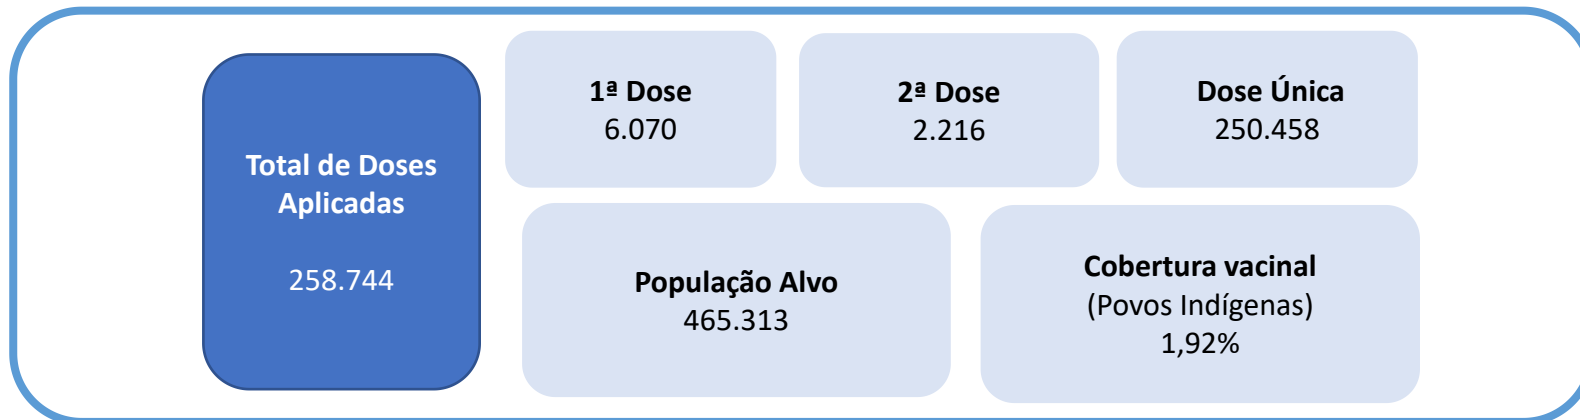 Total de Doses
Aplicadas
258.744
1ª Dose
6.070
2ª Dose
2.216
Dose Única
250.458
População Alvo
465.313
Cobertura vacinal
(Povos Indígenas)
1,92%